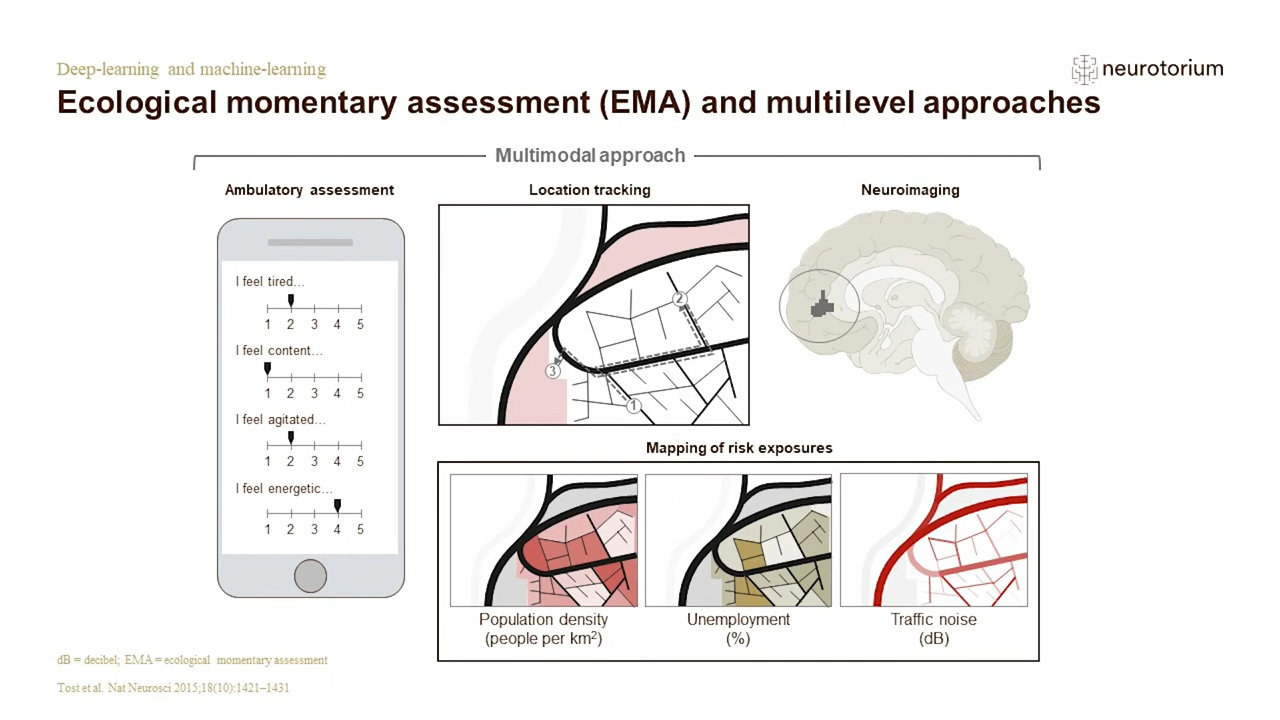 Deep-learning and machine-learning
neurotorium
Ecological momentary assessment (EMA) and multilevel approaches
Multimodal approach
Ambulatory assessment
Location tracking
Neuroimaging
I feel tired...
1 2 3 4 5
I feel content...
1 2 3 4 5
I feel agitated...
1 2 3 4 5
I feel energetic...
1 2 3 4 5
2
3
1
Mapping of risk exposures
Population density
(people per km²)
Unemployment
(%)
Traffic noise
(dB)
dB = decibel; EMA = ecological momentary assessment
Tost et al. Nat Neurosci 2015;18(10):1421–1431